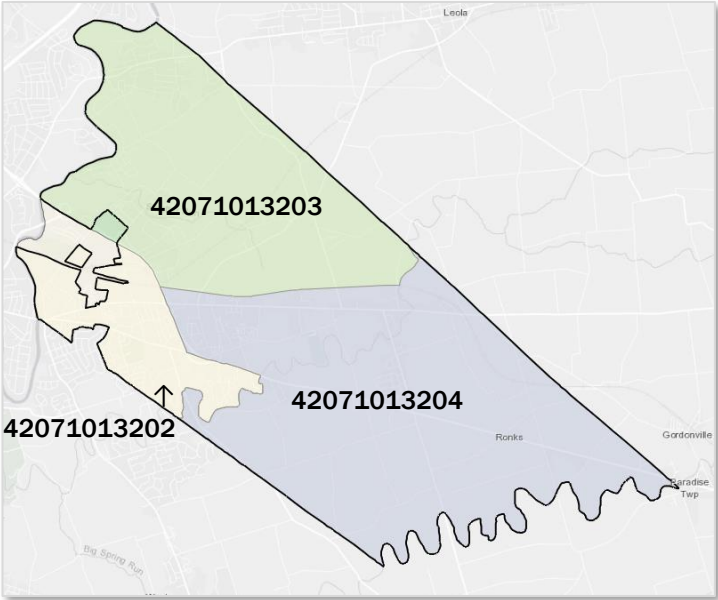 Leola
42071013203
42071013204
42071013202
Ronks
Gordonville
Paradise
Twp
Big Spring Run